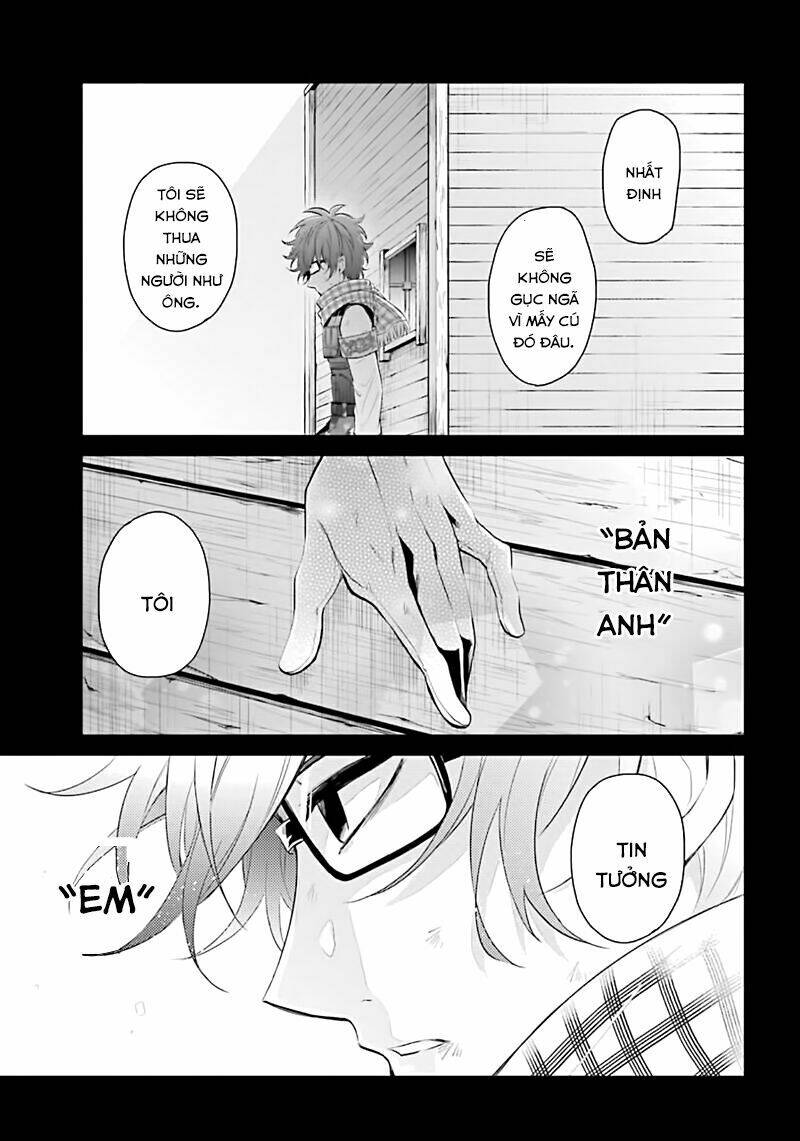 NHẤT
ĐỊNH
SẼ
KHÔNG
GỤC NGÃ
VÌ MẤY CÚ
ĐÓ ĐÂU.
TÔI SẼ
KHÔNG
THUA
NHỮNG
NGƯỜI NHƯ
ÔNG.
"BẢN
THÂN
ANH"
TÔI
TIN
TƯỞNG
"EM"